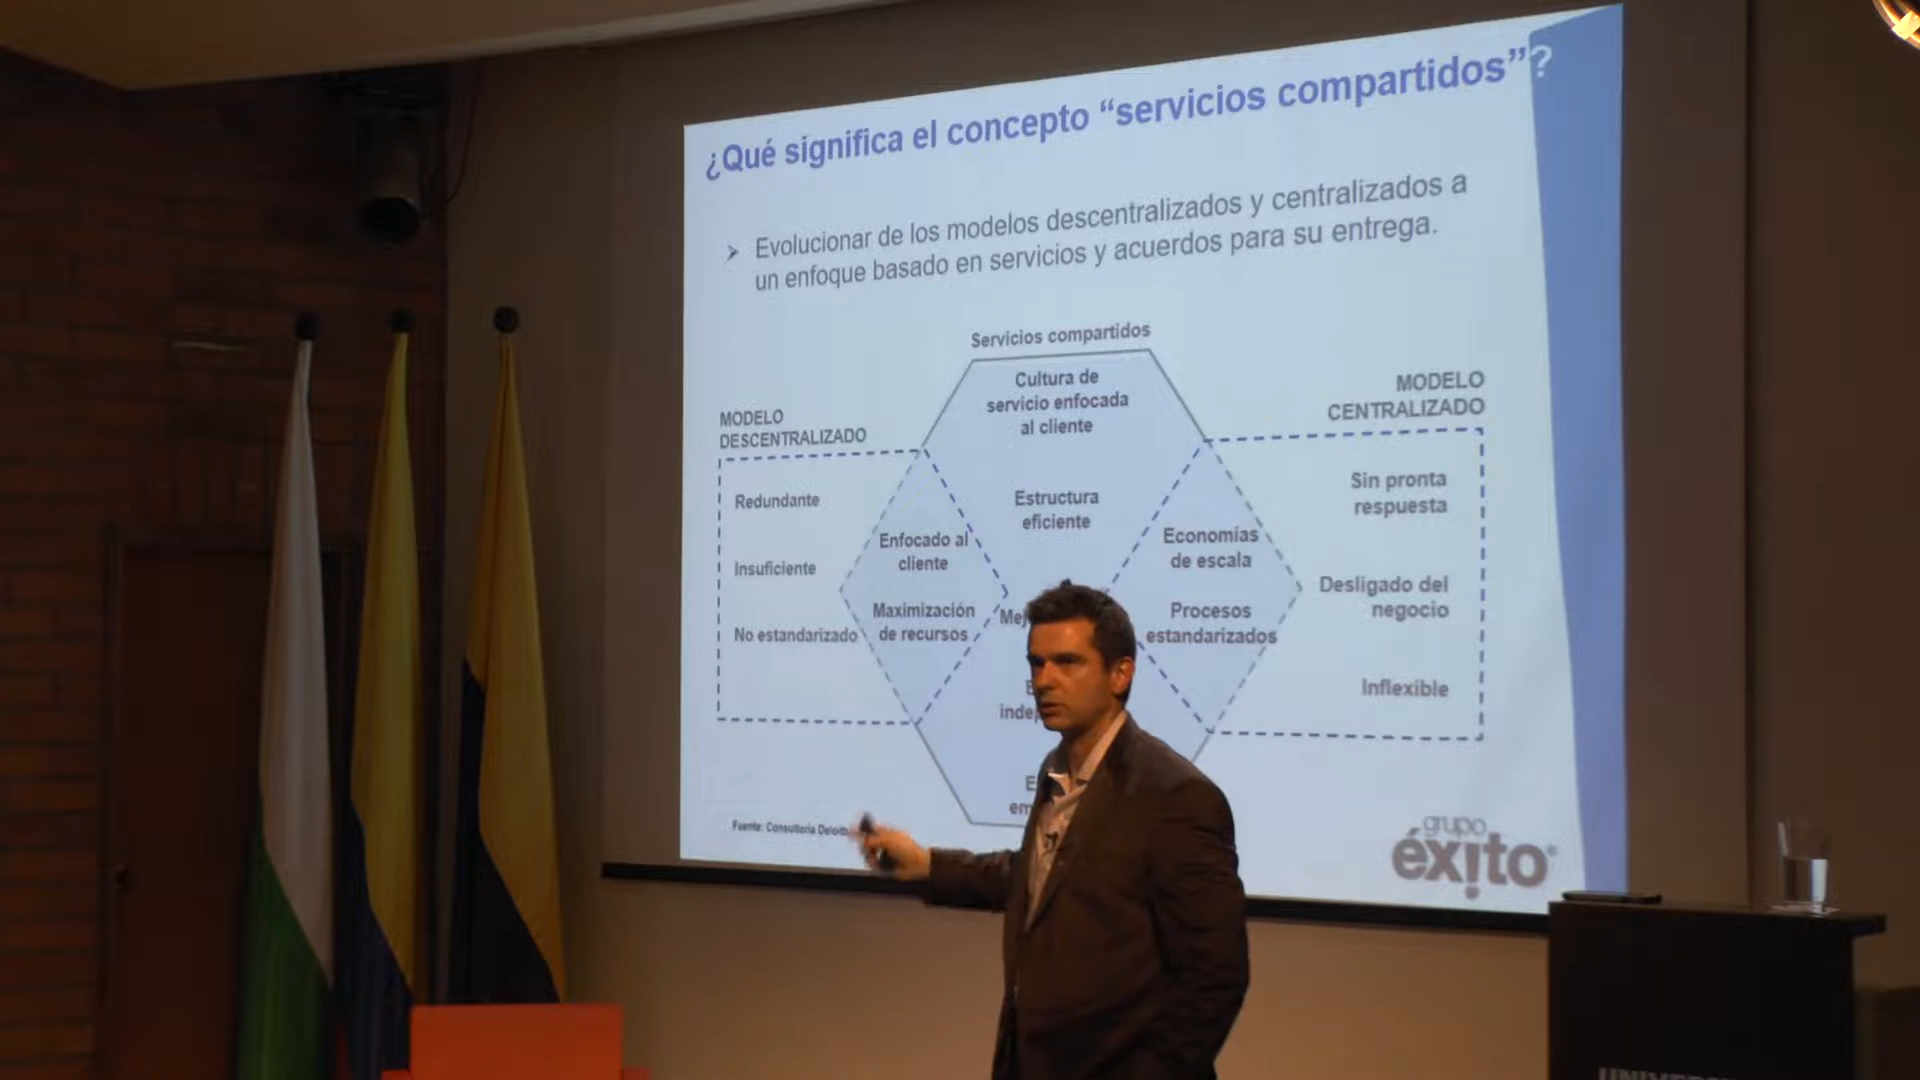 ¿Qué significa el concepto “servicios compartidos”?
➢ Evolucionar de los modelos descentralizados y centralizados a
un enfoque basado en servicios y acuerdos para su entrega.
Servicios compartidos
Cultura de
servicio enfocada
al cliente
Estructura
eficiente
MODELO
DESCENTRALIZADO
Redundante
Insuficiente
No estandarizado
Enfocado al
cliente
Maximización
de recursos
Economías
de escala
Procesos
estandarizados
MODELO
CENTRALIZADO
Sin pronta
respuesta
Desligado del
negocio
Inflexible
Fuente: Consultoría
grupo
éxito